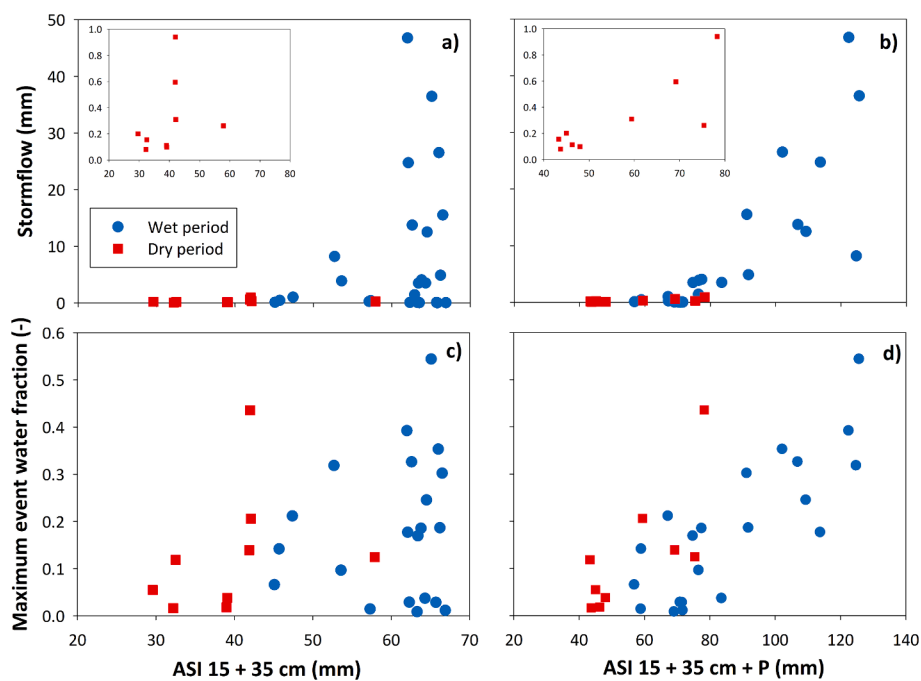 50
40
30
20
10
0
Stormflow (mm)
a)
1.0
0.8
0.6
0.4
0.2
0.0
20 30 40 50 60 70 80
Wet period
Dry period
b)
1.0
0.8
0.6
0.4
0.2
0.0
40 50 60 70 80
0.6
0.5
0.4
0.3
0.2
0.1
0.0
Maximum event water fraction (-)
c)
20 30 40 50 60 70
ASI 15 + 35 cm (mm)
d)
20 40 60 80 100 120 140
ASI 15 + 35 cm + P (mm)